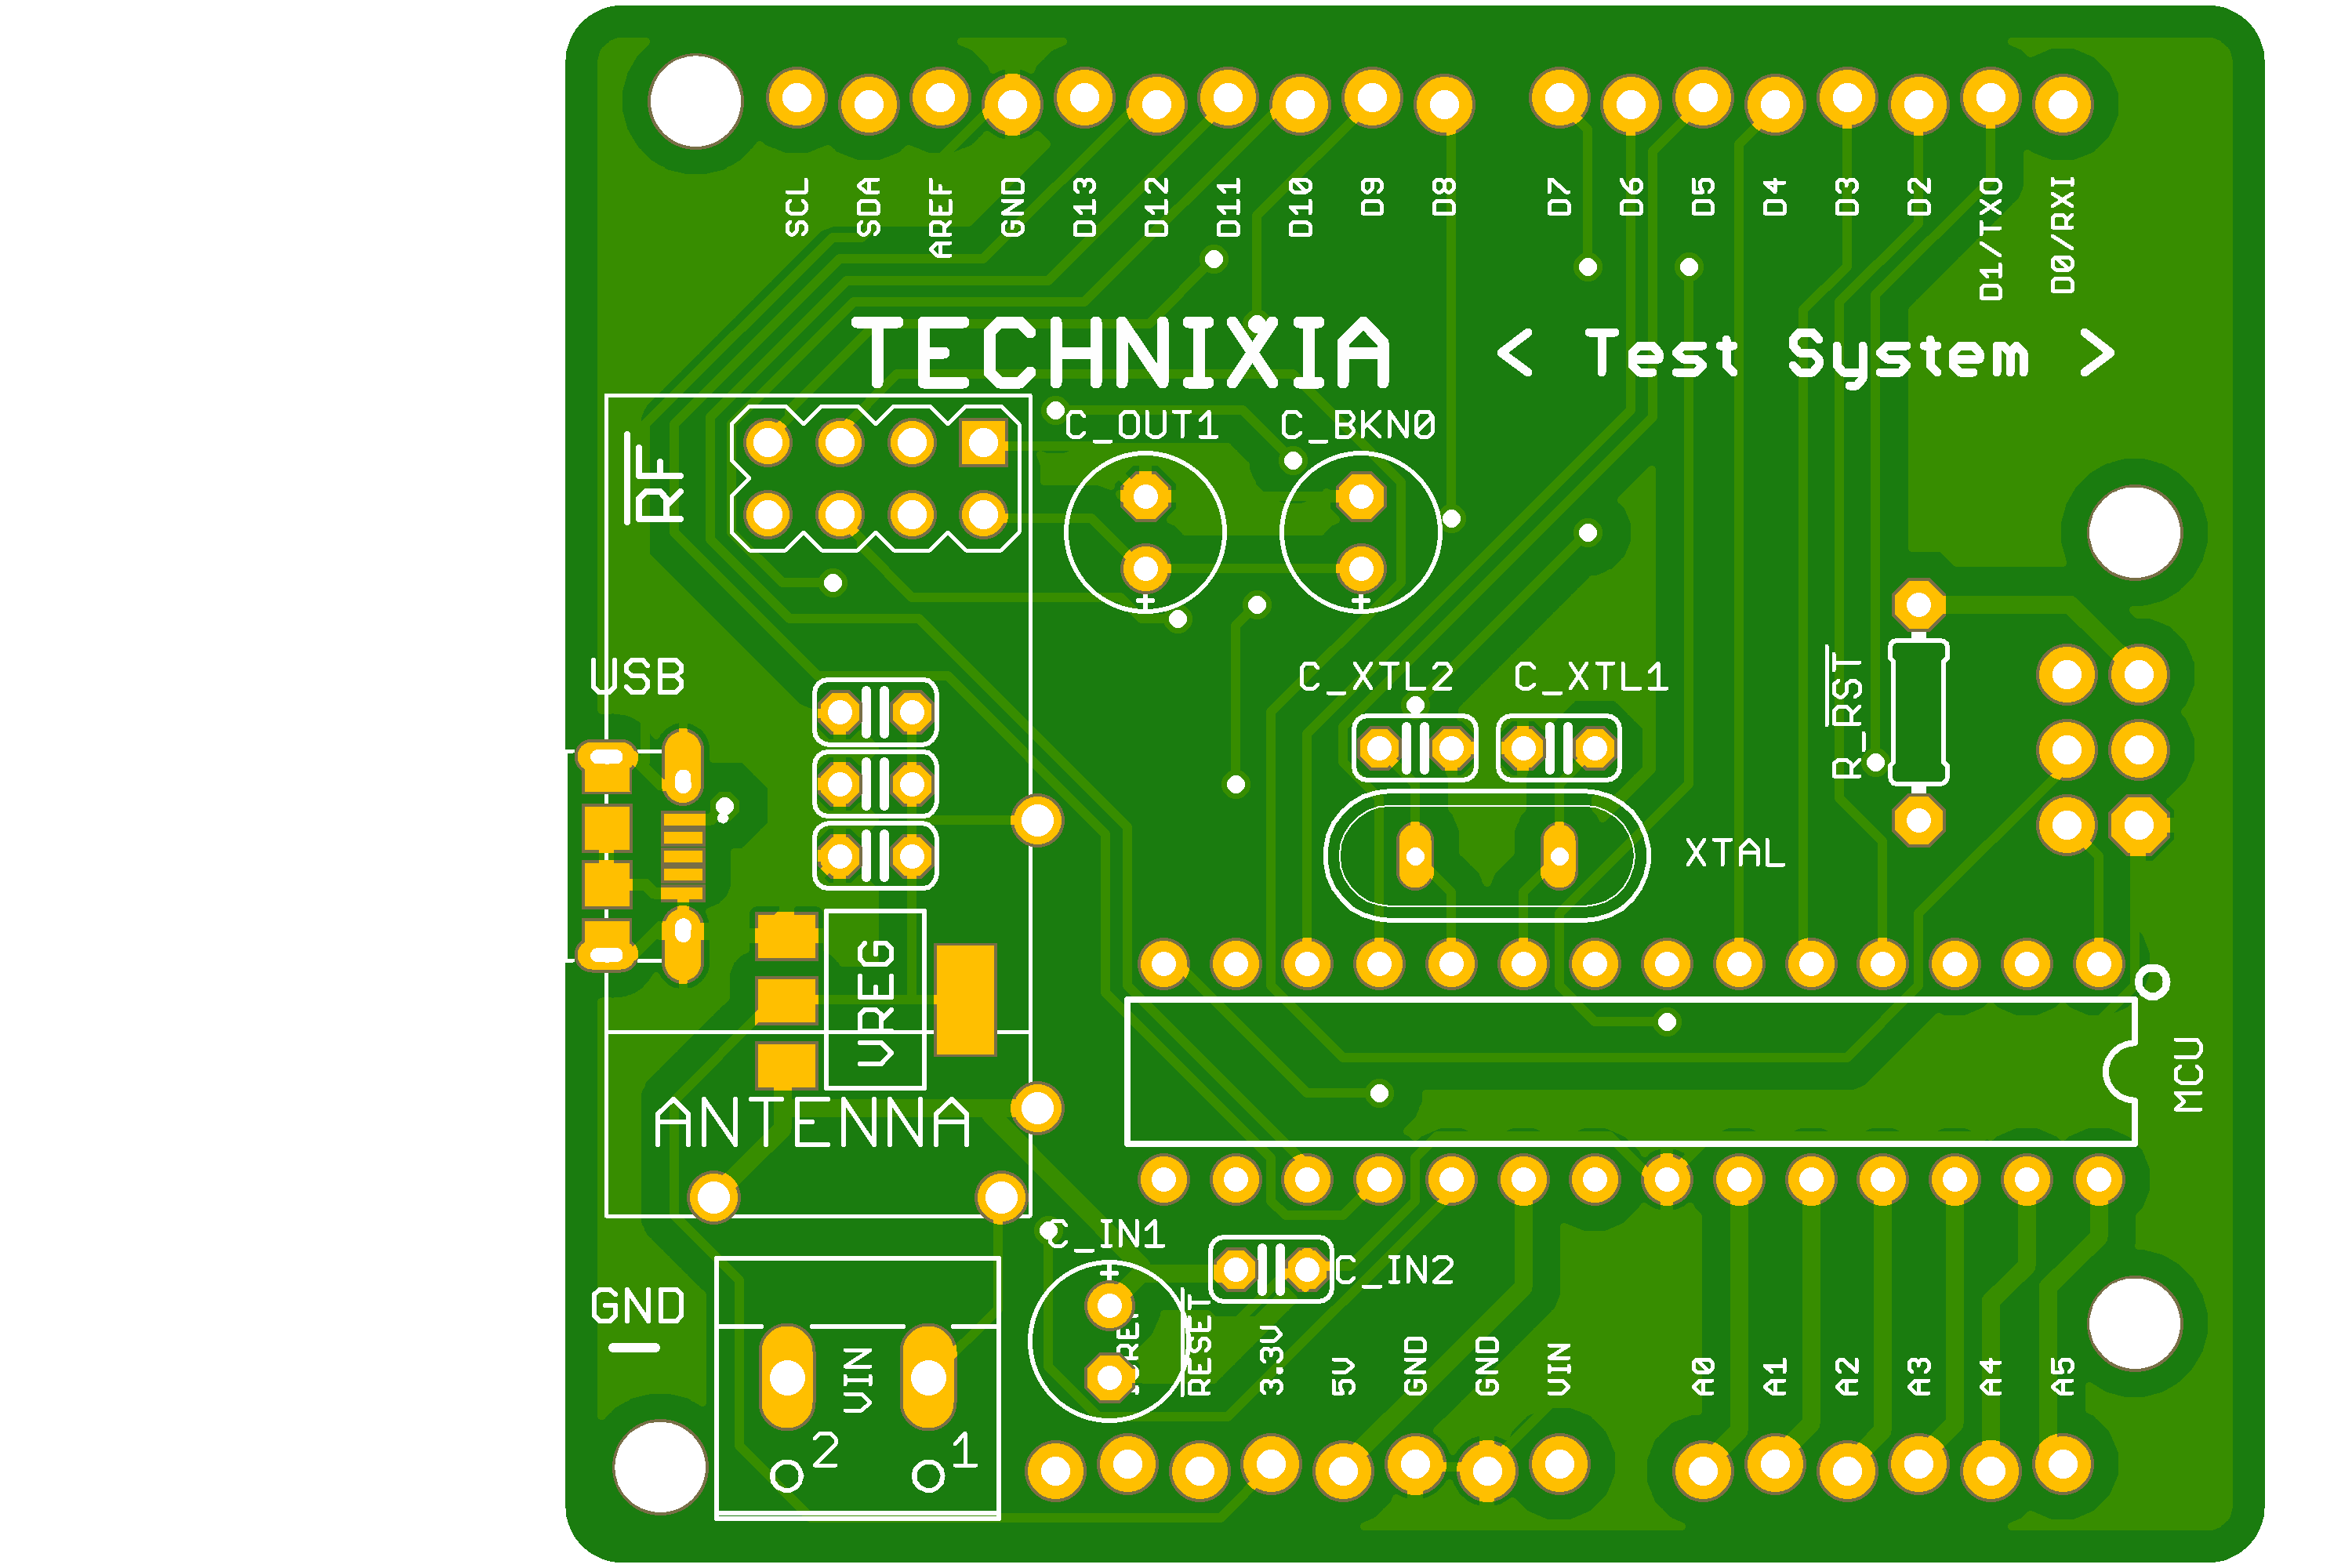 SCL SDA AREF GND D13 D12 D11 D10 D9 D8 D7 D6 D5 D4 D3 D2 D1/TX0 D0/RXI
TECHNIXIA < Test System >
C_OUT1 C_BKN0
RF
USB
C_XTL2 C_XTL1
R_RST
XTAL
VREG
MCU
ANTENNA
C_IN1
C_IN2
GND
VIN
2 1
RESET 3.3V 5V GND GND VIN A0 A1 A2 A3 A4 A5